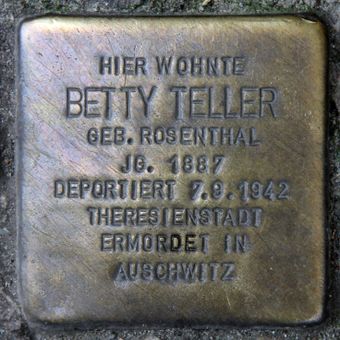 HIER WOHNTE
BETTY TELLER
GEB. ROSENTHAL
JG. 1887
DEPORTIERT 7.9.1942
THERESIENSTADT
ERMORDET IN
AUSCHWITZ